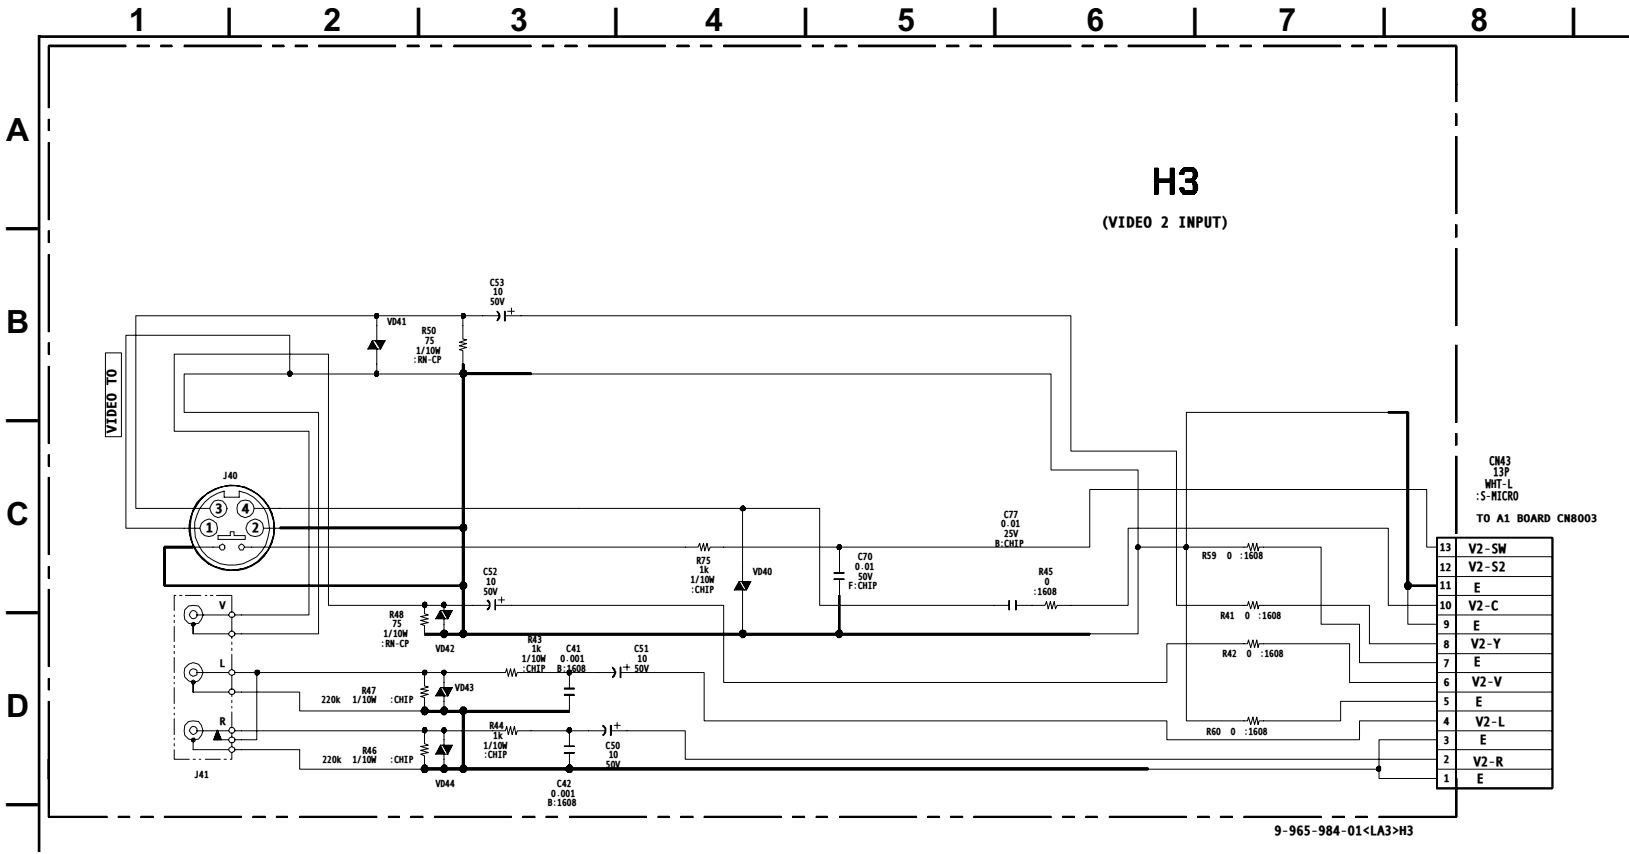 1 2 3 4 5 6 7 8
A
H3
(VIDEO 2 INPUT)
B
C53
10
50V
VD41
R50
75
1/10W
:RN-CP
VIDEO TO
C
J40
3 4
1 2
CN43
13P
WHT-L
:S-MICRO
TO A1 BOARD CN8003
C77
0.01
25V
B:CHIP
R75
1k
1/10W
:CHIP
VD40
C70
0.01
50V
F:CHIP
R45
0
:1608
R59 0 :1608
C52
10
50V
R48
75
1/10W
:RN-CP
VD42
R41 0 :1608
R42 0 :1608
13 V2-SW
12 V2-S2
11 E
10 V2-C
9 E
8 V2-Y
7 E
6 V2-V
5 E
4 V2-L
3 E
2 V2-R
1 E
D
V
L
R
J41
R43
1k
1/10W
:CHIP
C41
0.001
B:1608
C51
10
50V
R47
220k 1/10W :CHIP
VD43
R44
1k
1/10W
:CHIP
C50
10
50V
R46
220k 1/10W :CHIP
VD44
C42
0.001
B:1608
R60 0 :1608
9-965-984-01<LA3>H3